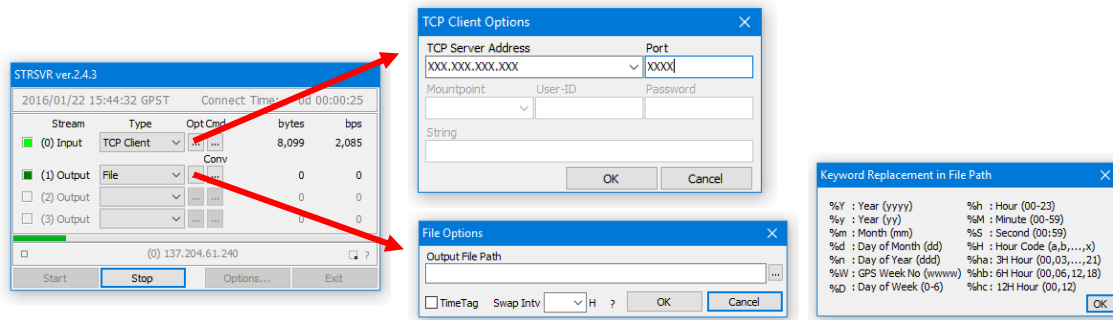 STRSVR ver.2.4.3
2016/01/22 15:44:32 GPST Connect Time: 0d 00:00:25
Stream Type Opt Cmd bytes bps
(0) Input TCP Client ... ... 8,099 2,085
Conv
(1) Output File ... ... 0 0
(2) Output ... ... 0 0
(3) Output ... ... 0 0
(0) 137.204.61.240 ?
Start Stop Options... Exit
TCP Client Options
TCP Server Address Port
XXX.XXX.XXX.XXX XXXX
Mountpoint User-ID Password
String
OK Cancel
File Options
Output File Path
...
TimeTag Swap Intv H ? OK Cancel
Keyword Replacement in File Path
%Y : Year (yyyy) %h : Hour (00-23)
%y : Year (yy) %M : Minute (00-59)
%m : Month (mm) %S : Second (00:59)
%d : Day of Month (dd) %H : Hour Code (a,b,...,x)
%n : Day of Year (ddd) %ha: 3H Hour (00,03,...,21)
%W : GPS Week No (wwww) %hb: 6H Hour (00,06,12,18)
%D : Day of Week (0-6) %hc: 12H Hour (00,12)
OK